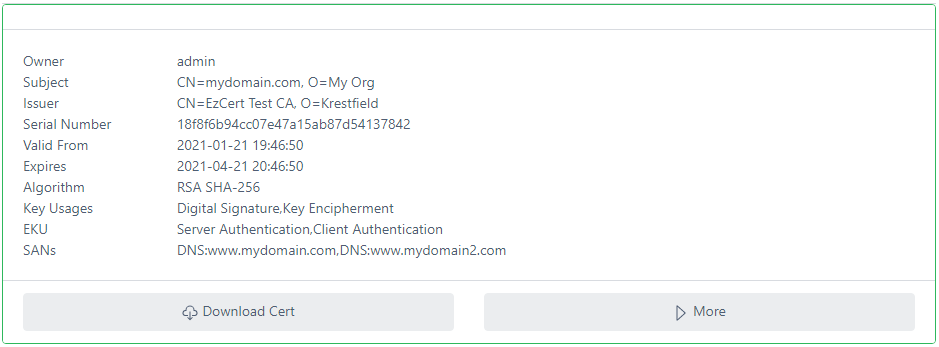 Owner admin
Subject CN=mydomain.com, O=My Org
Issuer CN=EzCert Test CA, O=Krestfield
Serial Number 18f8f6b94cc07e47a15ab87d54137842
Valid From 2021-01-21 19:46:50
Expires 2021-04-21 20:46:50
Algorithm RSA SHA-256
Key Usages Digital Signature,Key Encipherment
EKU Server Authentication,Client Authentication
SANs DNS:www.mydomain.com,DNS:www.mydomain2.com
Download Cert More